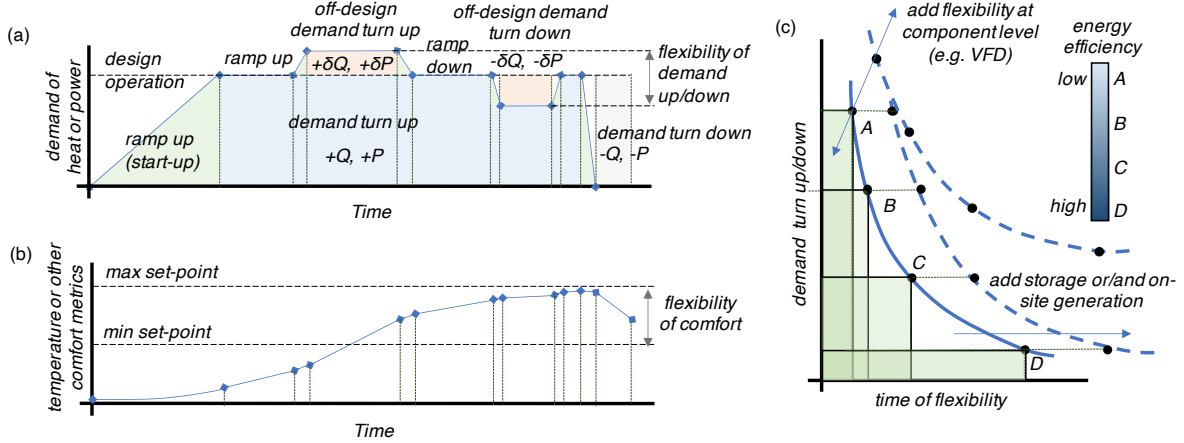 (a)
demand of
heat or power
design
operation
ramp up
(start-up)
ramp up
off-design
demand turn up
+δQ, +δP
demand turn up
+Q, +P
ramp
down
off-design demand
turn down
-δQ, -δP
flexibility of
demand
up/down
demand turn down
-Q, -P
Time
(b)
temperature or other
comfort metrics
max set-point
min set-point
flexibility
of comfort
Time
(c)
demand turn up/down
add flexibility at
component level
(e.g. VFD)
energy
efficiency
low
high
A
B
C
D
A
B
C
D
add storage or/and on-
site generation
time of flexibility